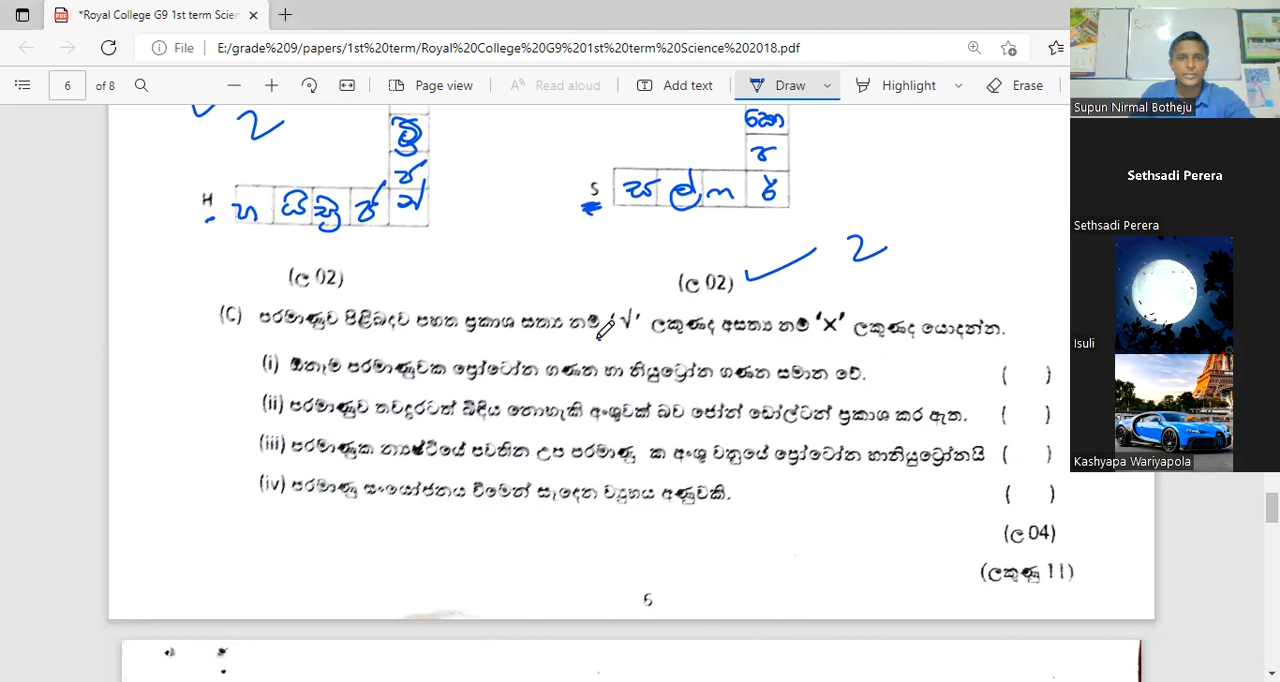 *Royal College G9 1st term Scien
File E:/grade%209/papers/1st%20term/Royal%20College%20G9%201st%20term%20Science%202018.pdf
6 of 8 Page view Read aloud Add text Draw Highlight Erase
Supun Nirmal Botheju
Sethsadi Perera
Sethsadi Perera
Isuli
Kashyapa Wariyapola
2
H
S
2
(ල 02) (ල 02)
(C) පරමාණුව පිළිබදව පහත ප්‍රකාශ සත්‍ය නම් '√' ලකුණද අසත්‍ය නම් 'X' ලකුණද යොදන්න.
(i) ඕනෑම පරමාණුවක ප්‍රෝටෝන ගණන හා නියුට්‍රෝන ගණන සමාන වේ. ( )
(ii) පරමාණුව තවදුරටත් බිඳිය නොහැකි අංශුවක් බව ජෝන් ඩෝල්ටන් ප්‍රකාශ කර ඇත. ( )
(iii) පරමාණුක න්‍යෂ්ටියේ පවතින උප පරමාණු ක අංශු වනුයේ ප්‍රෝටෝන හානියුට්‍රෝනයි ( )
(iv) පරමාණු සංයෝජනය වීමෙන් සෑදෙන ව්‍යුහය අණුවකි. ( )
(ල 04)
(ලකුණු 11)
6